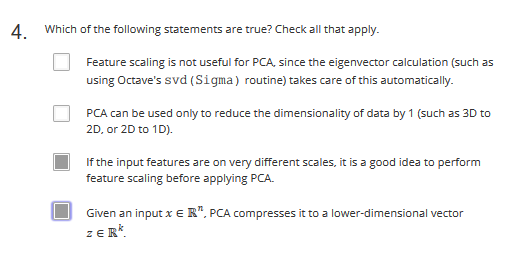 4. Which of the following statements are true? Check all that apply.
Feature scaling is not useful for PCA, since the eigenvector calculation (such as
using Octave's svd(Sigma) routine) takes care of this automatically.
PCA can be used only to reduce the dimensionality of data by 1 (such as 3D to
2D, or 2D to 1D).
If the input features are on very different scales, it is a good idea to perform
feature scaling before applying PCA.
Given an input x ∈ ℝⁿ, PCA compresses it to a lower-dimensional vector
z ∈ ℝᵏ.